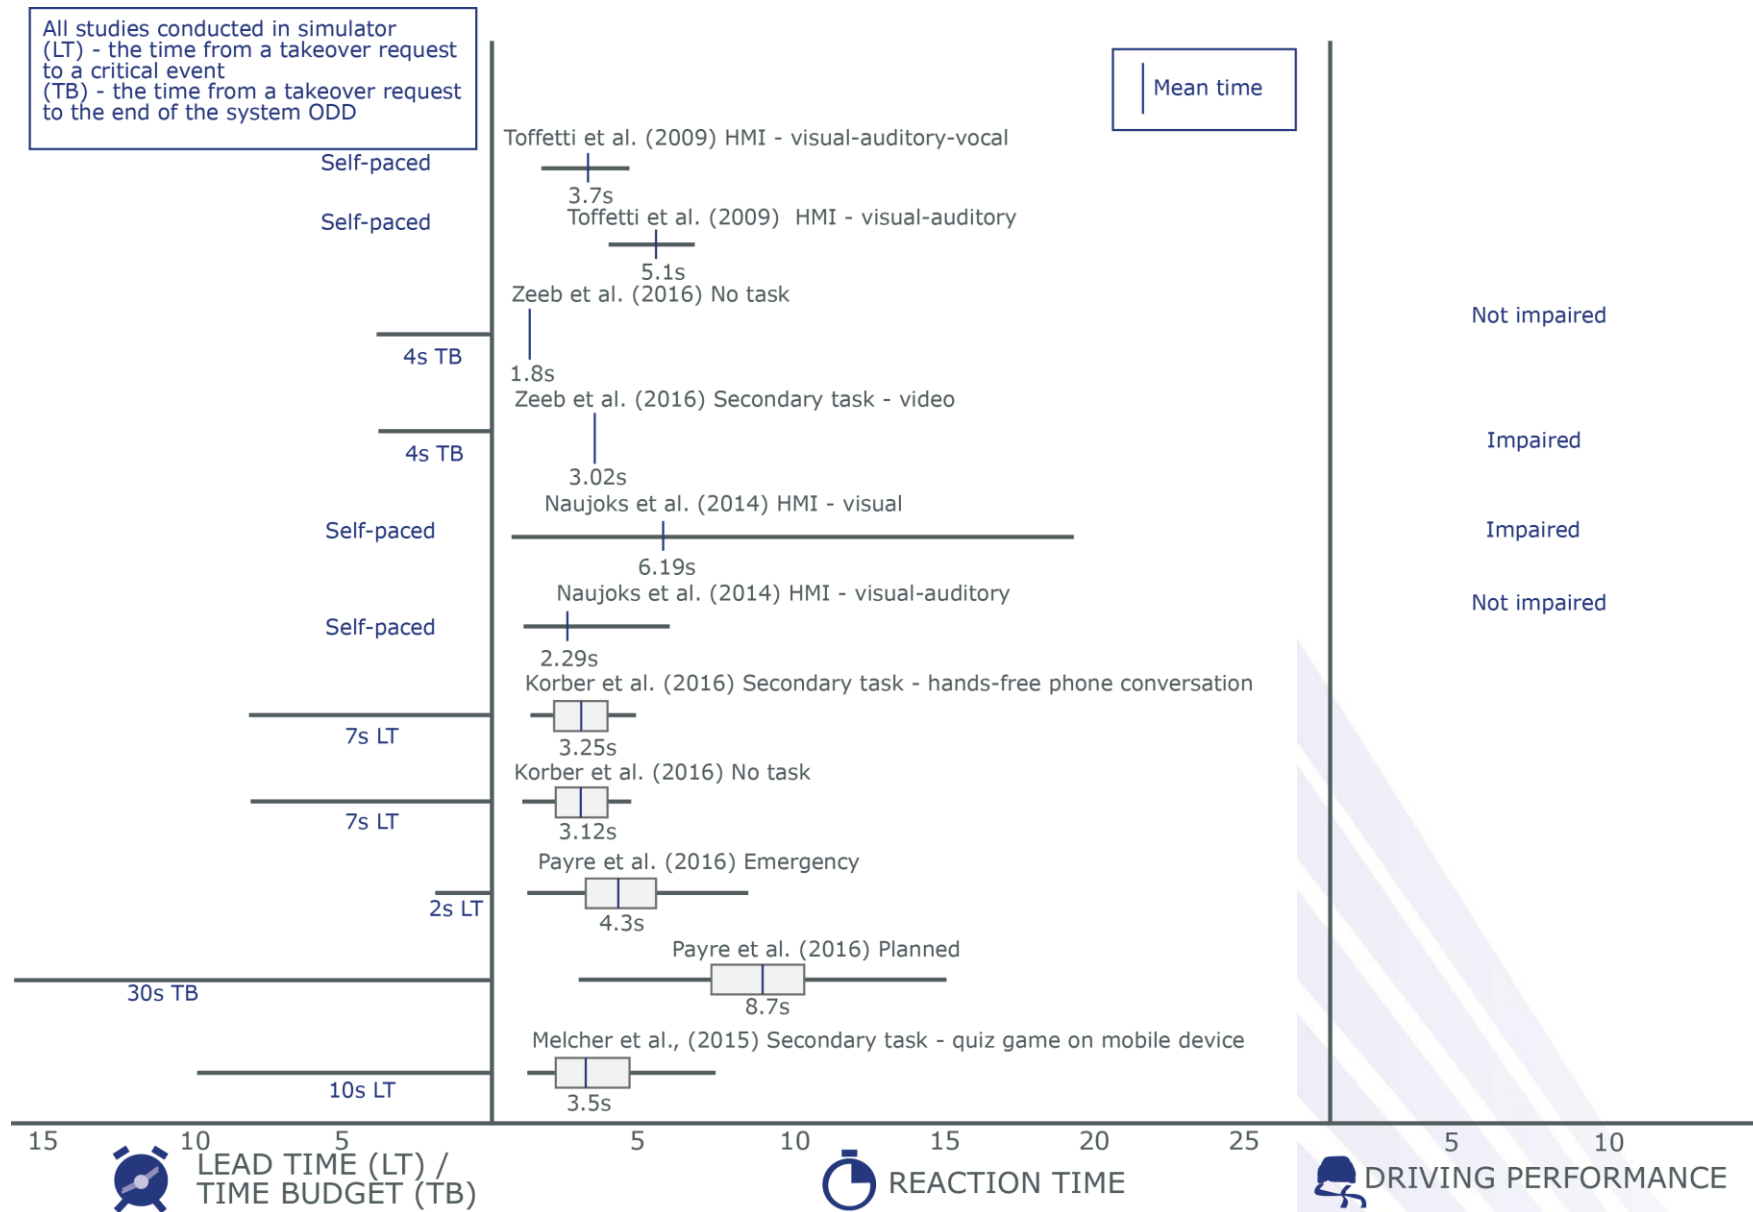 All studies conducted in simulator
(LT) - the time from a takeover request
to a critical event
(TB) - the time from a takeover request
to the end of the system ODD
Mean time
Toffetti et al. (2009) HMI - visual-auditory-vocal
Self-paced
3.7s
Toffetti et al. (2009)  HMI - visual-auditory
Self-paced
5.1s
Zeeb et al. (2016) No task
Not impaired
4s TB
1.8s
Zeeb et al. (2016) Secondary task - video
Impaired
4s TB
3.02s
Naujoks et al. (2014) HMI - visual
Self-paced
Impaired
6.19s
Naujoks et al. (2014) HMI - visual-auditory
Not impaired
Self-paced
2.29s
Korber et al. (2016) Secondary task - hands-free phone conversation
7s LT
3.25s
Korber et al. (2016) No task
7s LT
3.12s
Payre et al. (2016) Emergency
2s LT
4.3s
Payre et al. (2016) Planned
30s TB
8.7s
Melcher et al., (2015) Secondary task - quiz game on mobile device
10s LT
3.5s
15 10 5 5 10 15 20 25 5 10
LEAD TIME (LT) /
TIME BUDGET (TB)
REACTION TIME
DRIVING PERFORMANCE